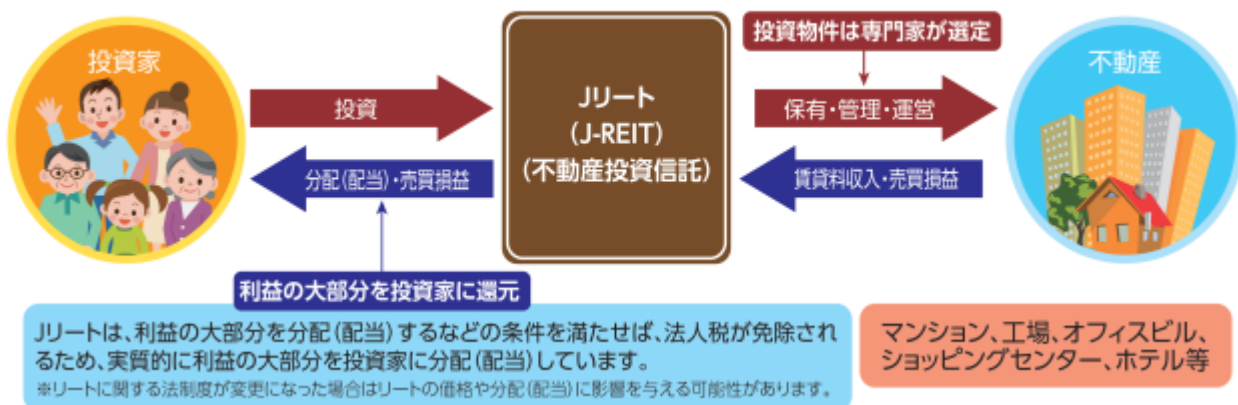 投資家
投資
分配(配当)・売買損益
利益の大部分を投資家に還元
Jリート
(J-REIT)
(不動産投資信託)
投資物件は専門家が選定
保有・管理・運営
賃貸料収入・売買損益
不動産
Jリートは、利益の大部分を分配(配当)するなどの条件を満たせば、法人税が免除され
るため、実質的に利益の大部分を投資家に分配(配当)しています。
※リートに関する法制度が変更になった場合はリートの価格や分配(配当)に影響を与える可能性があります。
マンション、工場、オフィスビル、
ショッピングセンター、ホテル等